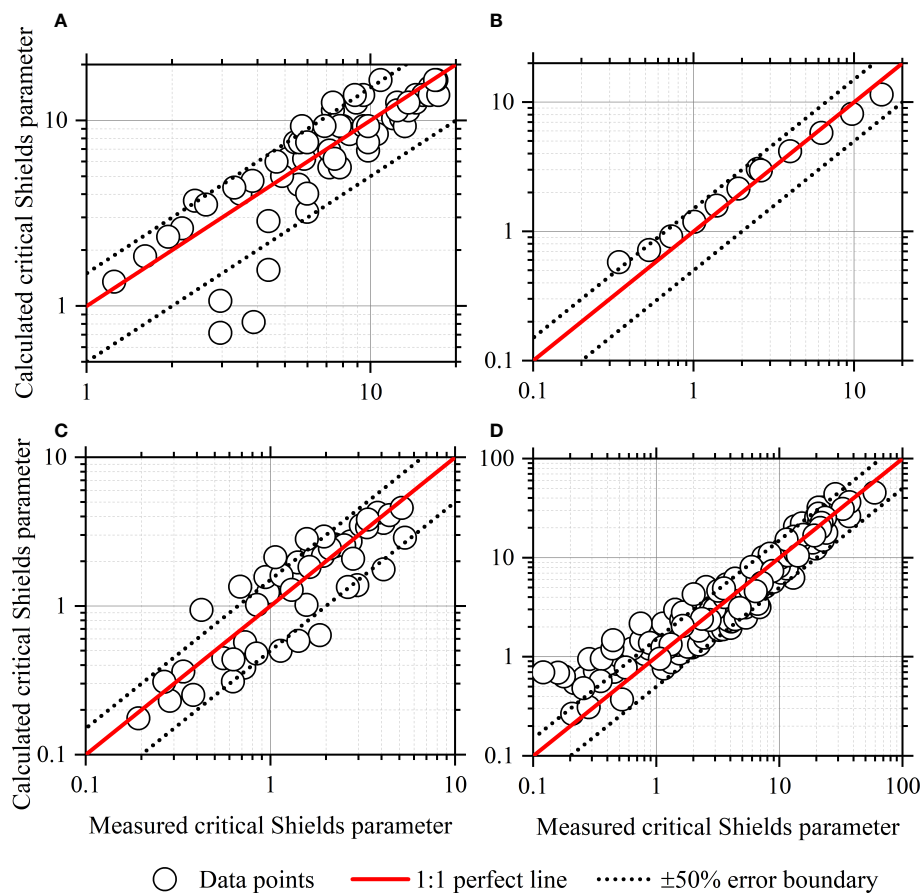 A
B
Calculated critical Shields parameter
10
1
1
10
10
1
0.1
0.1
1
10
C
D
Calculated critical Shields parameter
10
1
0.1
0.1
1
10
100
10
1
0.1
0.1
1
10
100
Measured critical Shields parameter
Measured critical Shields parameter
Data points
1:1 perfect line
±50% error boundary